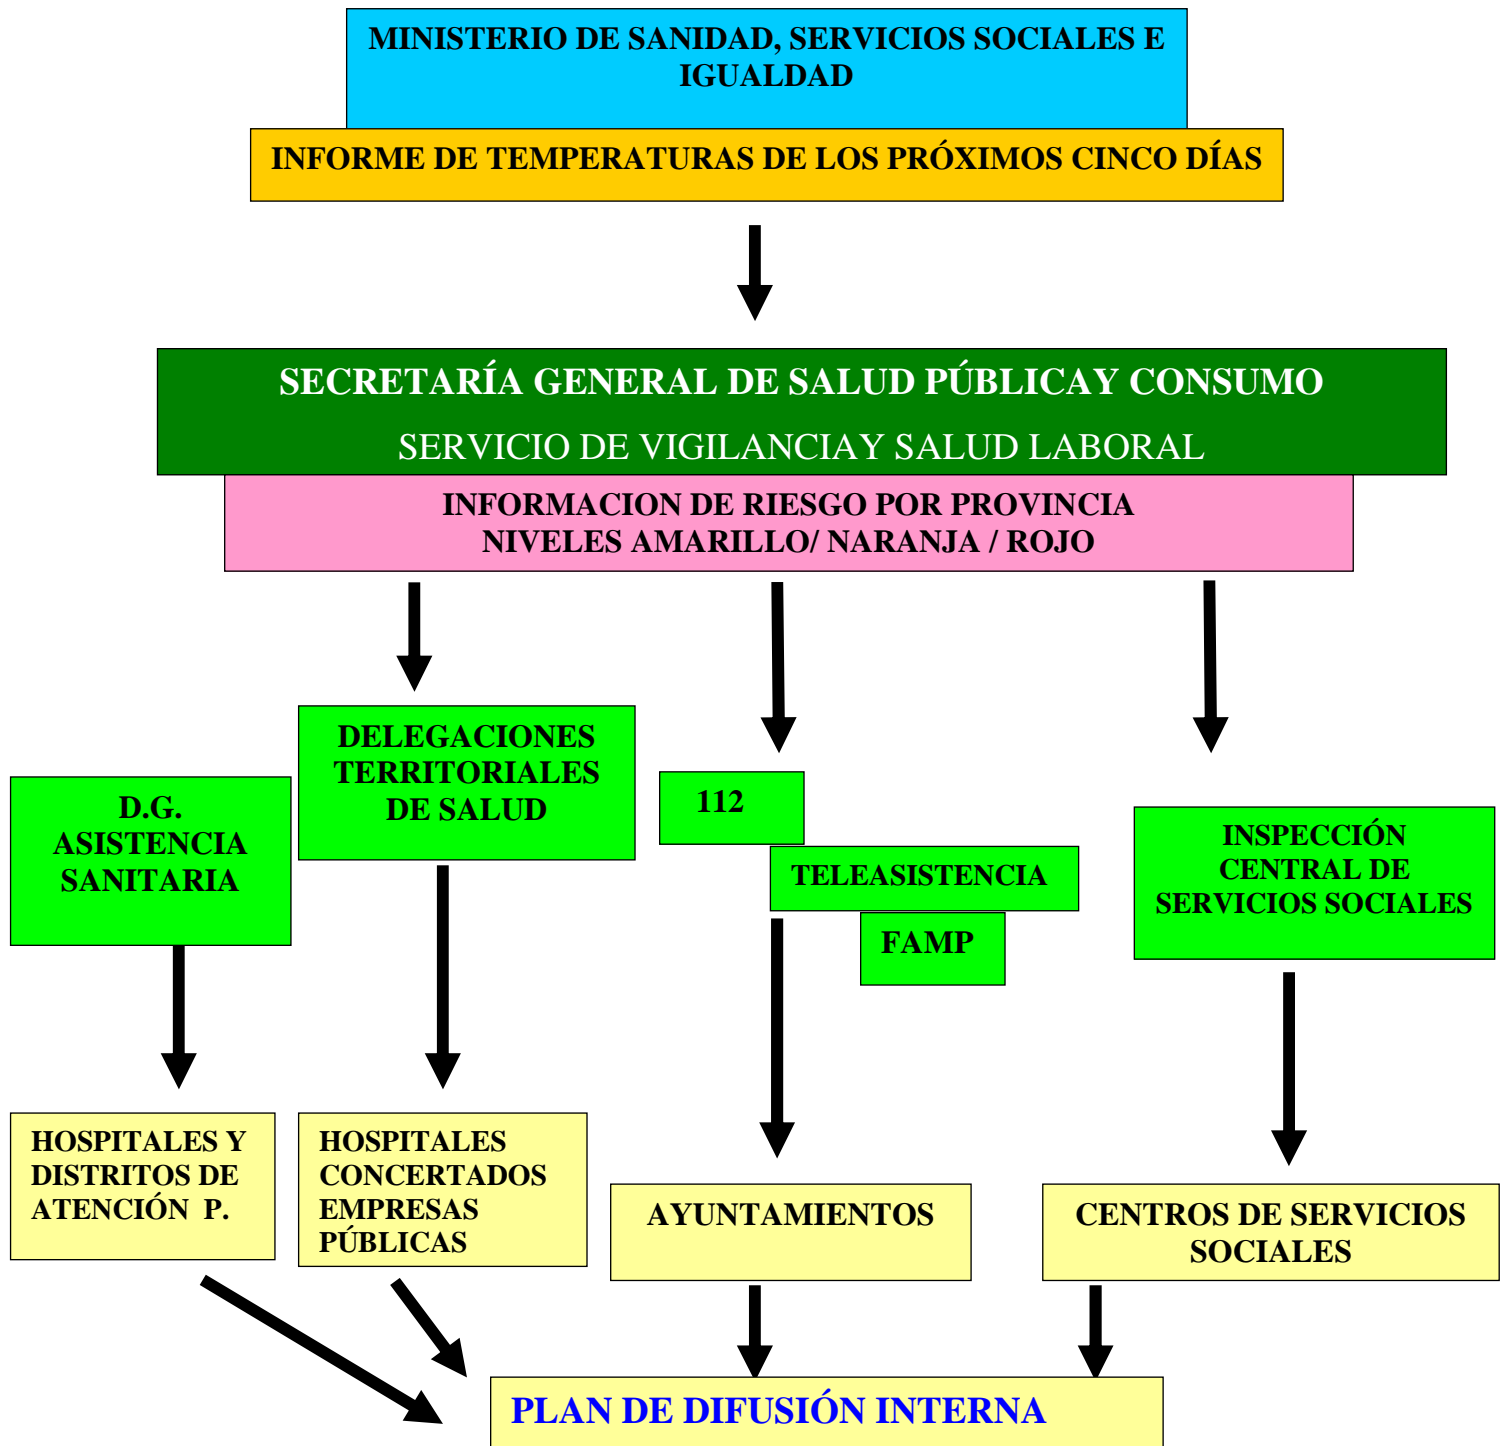 MINISTERIO DE SANIDAD, SERVICIOS SOCIALES E
IGUALDAD
INFORME DE TEMPERATURAS DE LOS PRÓXIMOS CINCO DÍAS
SECRETARÍA GENERAL DE SALUD PÚBLICAY CONSUMO
SERVICIO DE VIGILANCIAY SALUD LABORAL
INFORMACION DE RIESGO POR PROVINCIA
NIVELES AMARILLO/ NARANJA / ROJO
D.G.
ASISTENCIA
SANITARIA
DELEGACIONES
TERRITORIALES
DE SALUD
112
TELEASISTENCIA
FAMP
INSPECCIÓN
CENTRAL DE
SERVICIOS SOCIALES
HOSPITALES Y
DISTRITOS DE
ATENCIÓN P.
HOSPITALES
CONCERTADOS
EMPRESAS
PÚBLICAS
AYUNTAMIENTOS
CENTROS DE SERVICIOS
SOCIALES
PLAN DE DIFUSIÓN INTERNA